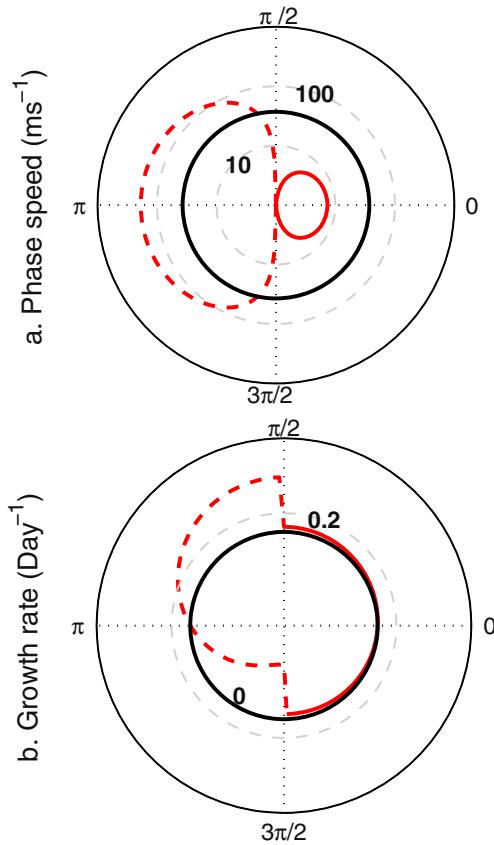 π /2
100
10
π
0
3π/2
a. Phase speed (ms⁻¹)
π/2
0.2
π
0
0
3π/2
b. Growth rate (Day⁻¹)